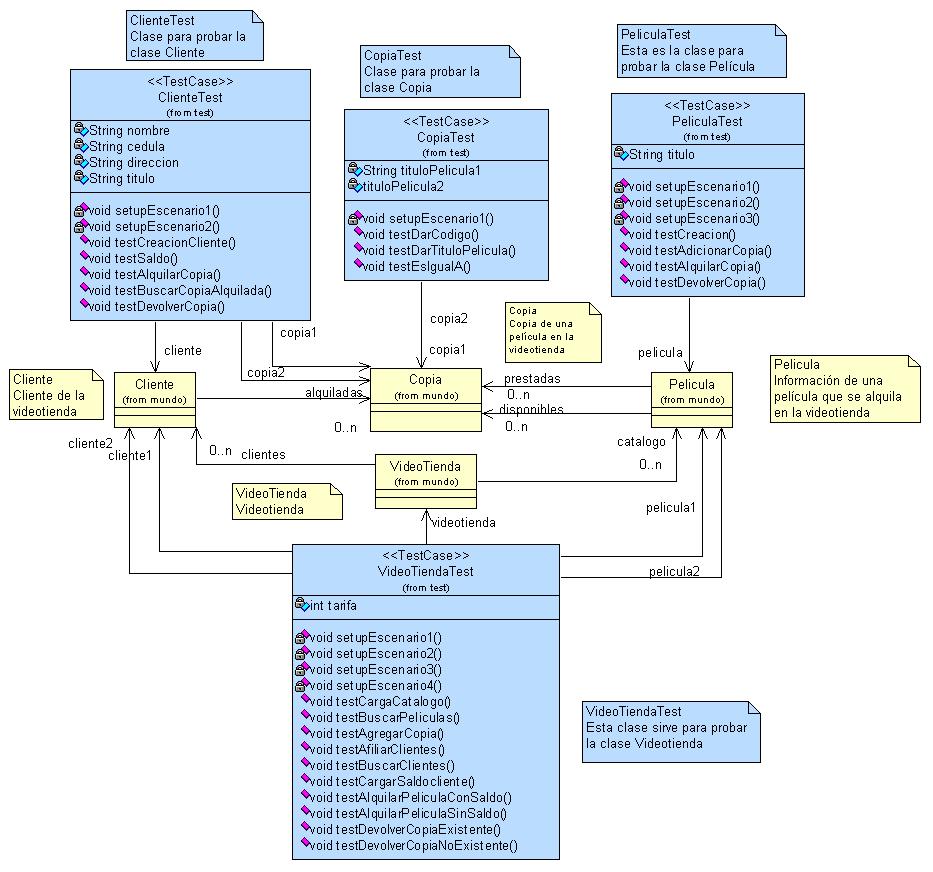 ClienteTest
Clase para probar la
clase Cliente
CopiaTest
Clase para probar la
clase Copia
PeliculaTest
Esta es la clase para
probar la clase Película
<<TestCase>>
ClienteTest
(from test)
String nombre
String cedula
String direccion
String titulo
void setupEscenario1()
void setupEscenario2()
void testCreacionCliente()
void testSaldo()
void testAlquilarCopia()
void testBuscarCopiaAlquilada()
void testDevolverCopia()
<<TestCase>>
CopiaTest
(from test)
String tituloPelicula1
tituloPelicula2
void setupEscenario1()
void testDarCodigo()
void testDarTituloPelicula()
void testEsIgualA()
<<TestCase>>
PeliculaTest
(from test)
String titulo
void setupEscenario1()
void setupEscenario2()
void setupEscenario3()
void testCreacion()
void testAdicionarCopia()
void testAlquilarCopia()
void testDevolverCopia()
cliente
copia1
copia2
copia2
copia1
Copia
Copia de una
película en la
videotienda
pelicula
Cliente
Cliente de la
videotienda
Cliente
(from mundo)
alquiladas
0..n
Copia
(from mundo)
prestadas
0..n
disponibles
0..n
Pelicula
(from mundo)
Pelicula
Información de una
película que se alquila
en la videotienda
cliente2
cliente1
0..n
clientes
VideoTienda
(from mundo)
catalogo
0..n
VideoTienda
Videotienda
videotienda
pelicula1
pelicula2
<<TestCase>>
VideoTiendaTest
(from test)
int tarifa
void setupEscenario1()
void setupEscenario2()
void setupEscenario3()
void setupEscenario4()
void testCargaCatalogo()
void testBuscarPeliculas()
void testAgregarCopia()
void testAfiliarClientes()
void testBuscarClientes()
void testCargarSaldocliente()
void testAlquilarPeliculaConSaldo()
void testAlquilarPeliculaSinSaldo()
void testDevolverCopiaExistente()
void testDevolverCopiaNoExistente()
VideoTiendaTest
Esta clase sirve para probar
la clase Videotienda